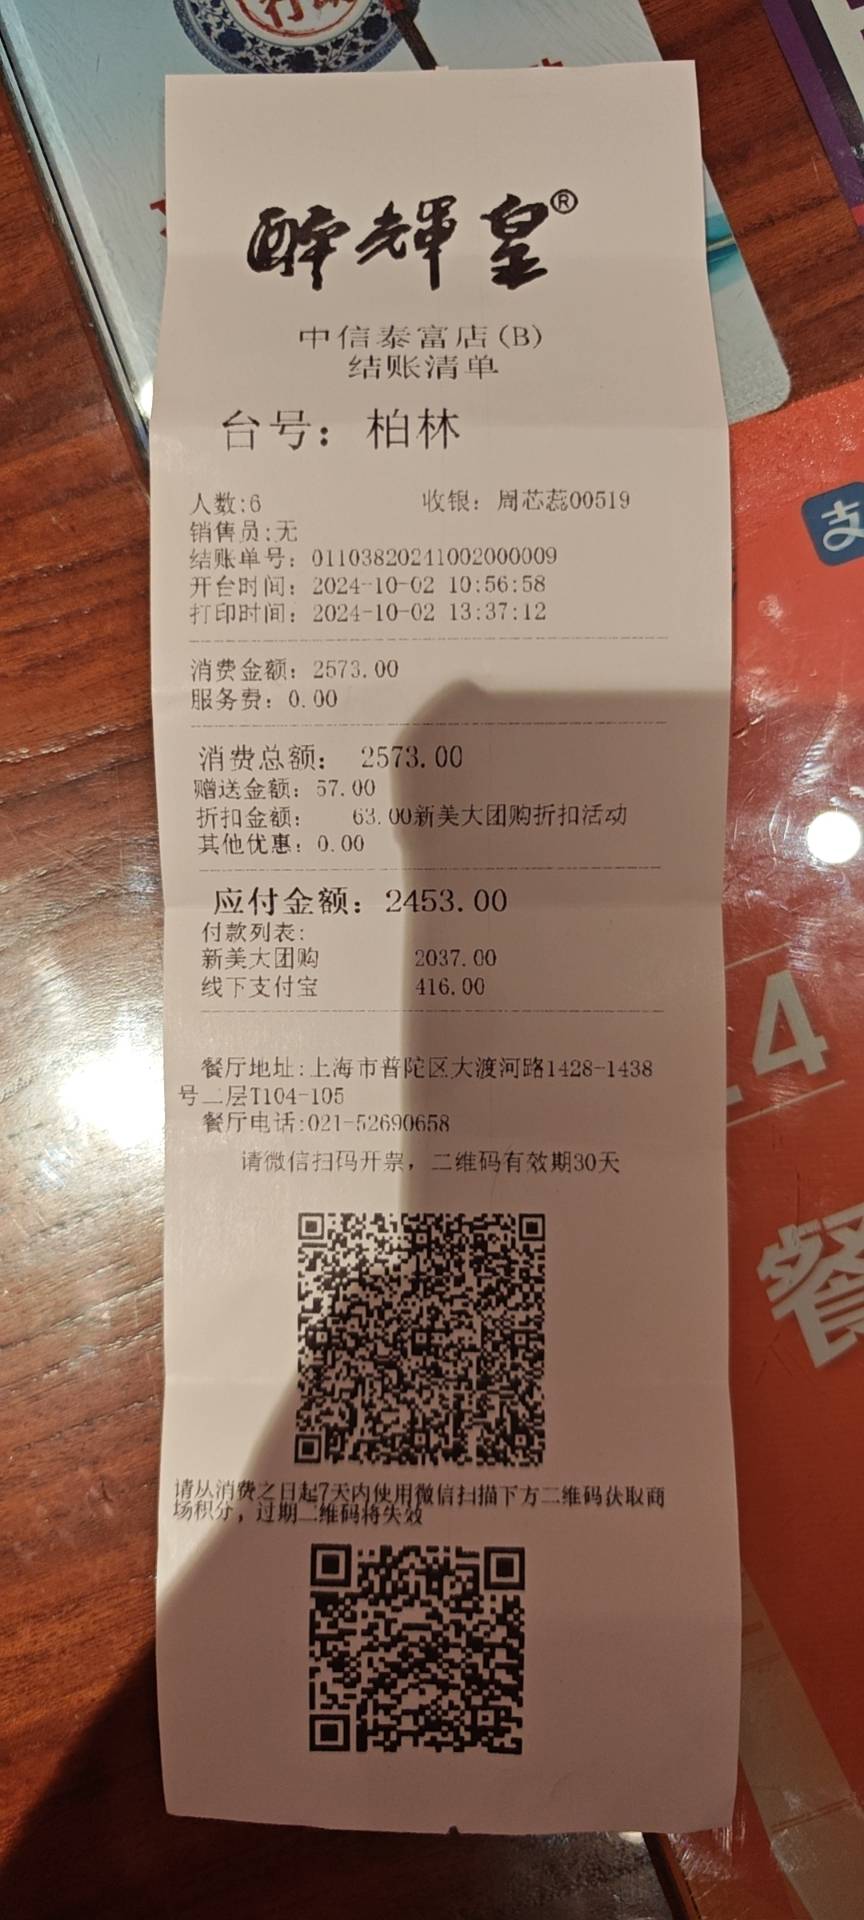 行
醉輝皇®
中信泰富店(B)
结账清单
台号：柏林
人数:6 收银：周芯蕊00519
销售员:无
结账单号：01103820241002000009
开台时间：2024-10-02 10:56:58
打印时间：2024-10-02 13:37:12
消费金额：2573.00
服务费：0.00
消费总额： 2573.00
赠送金额：57.00
折扣金额： 63.00新美大团购折扣活动
其他优惠：0.00
应付金额：2453.00
付款列表:
新美大团购 2037.00
线下支付宝 416.00
餐厅地址:上海市普陀区大渡河路1428-1438
号二层T104-105
餐厅电话:021-52690658
请微信扫码开票，二维码有效期30天
请从消费之日起7天内使用微信扫描下方二维码获取商
场积分，过期二维码将失效
支
4
餐